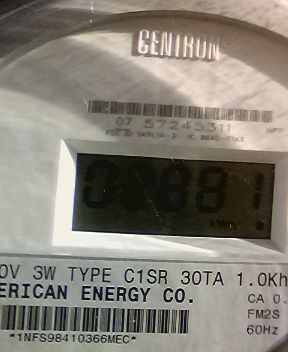 CENTRON
07 57245311
kWh
0V 3W TYPE C1SR 30TA 1.0Kh
ERICAN ENERGY CO.
CA 0.
FM2S
60Hz
*1NFS98410366MEC*